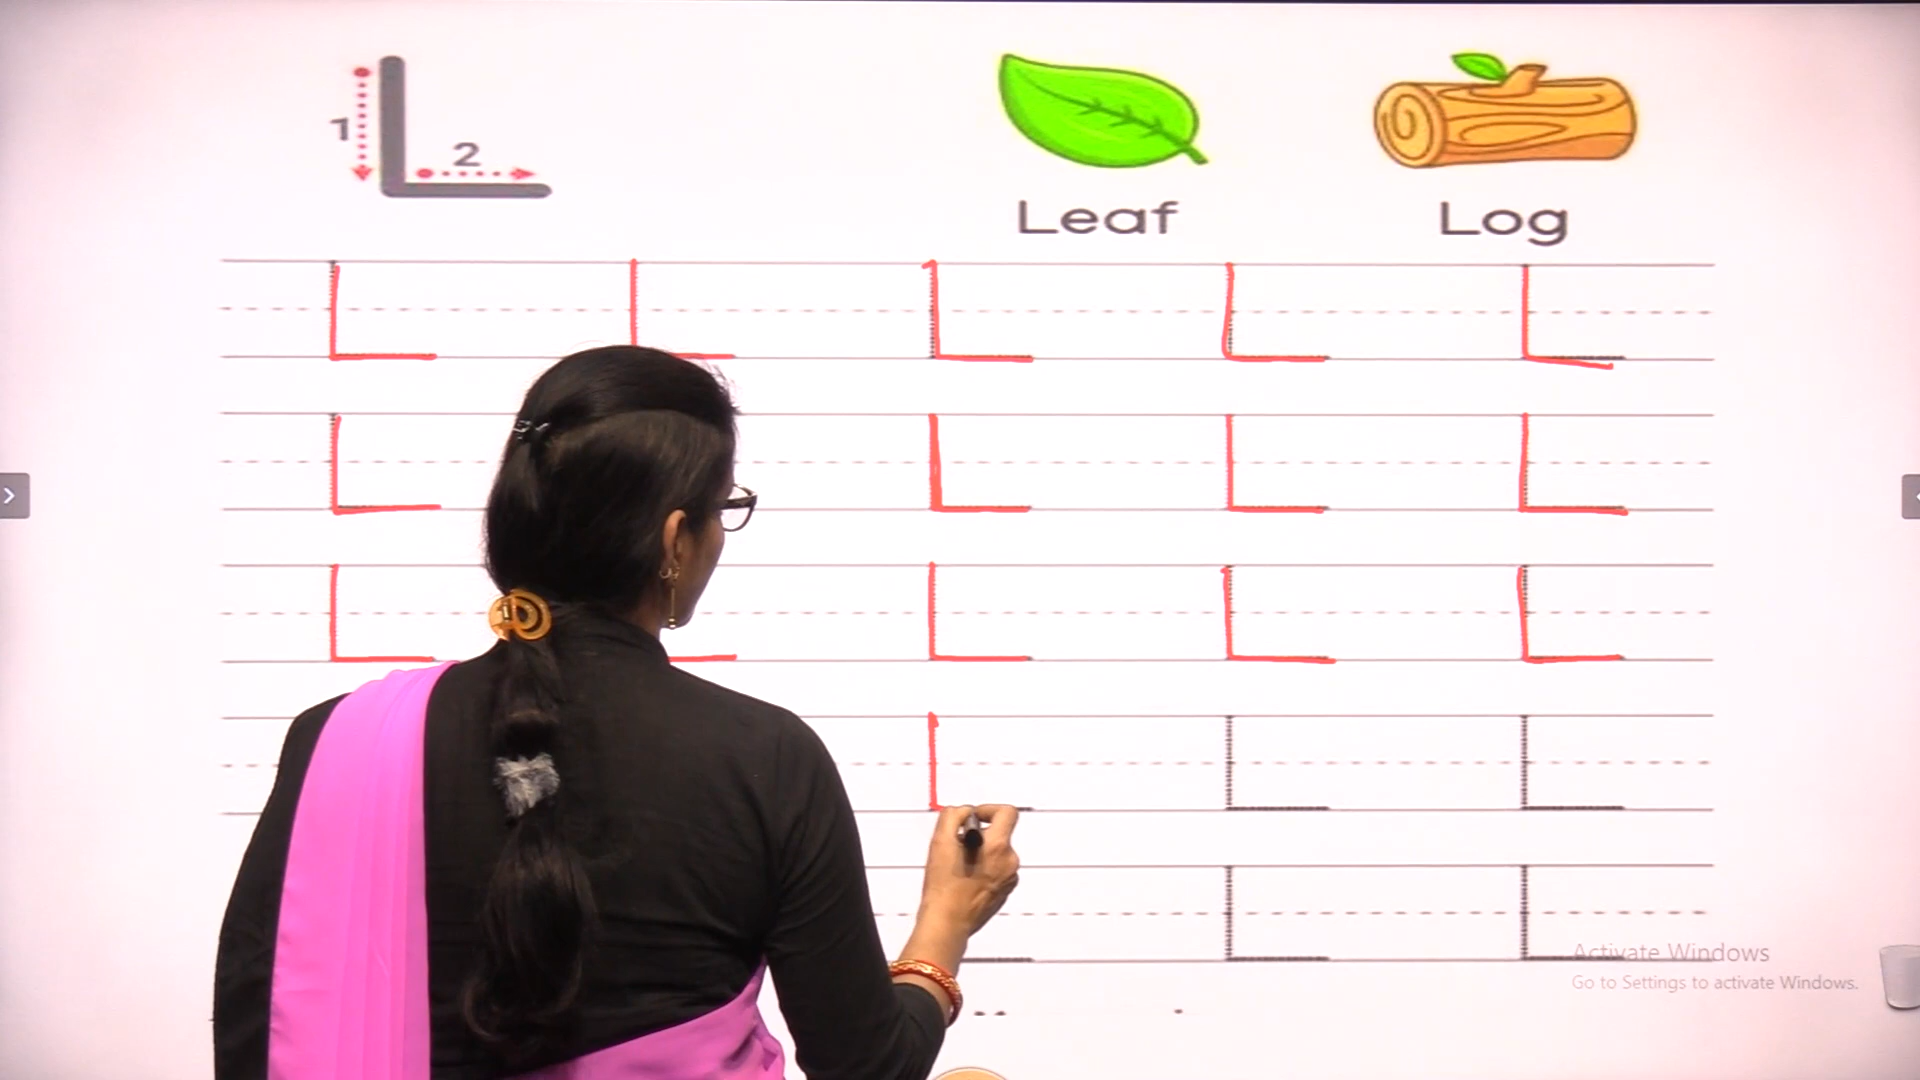 1
2
L
Leaf Log
L L L L L
L L L L
L L L L L
L L L
L L
Activate Windows
Go to Settings to activate Windows.